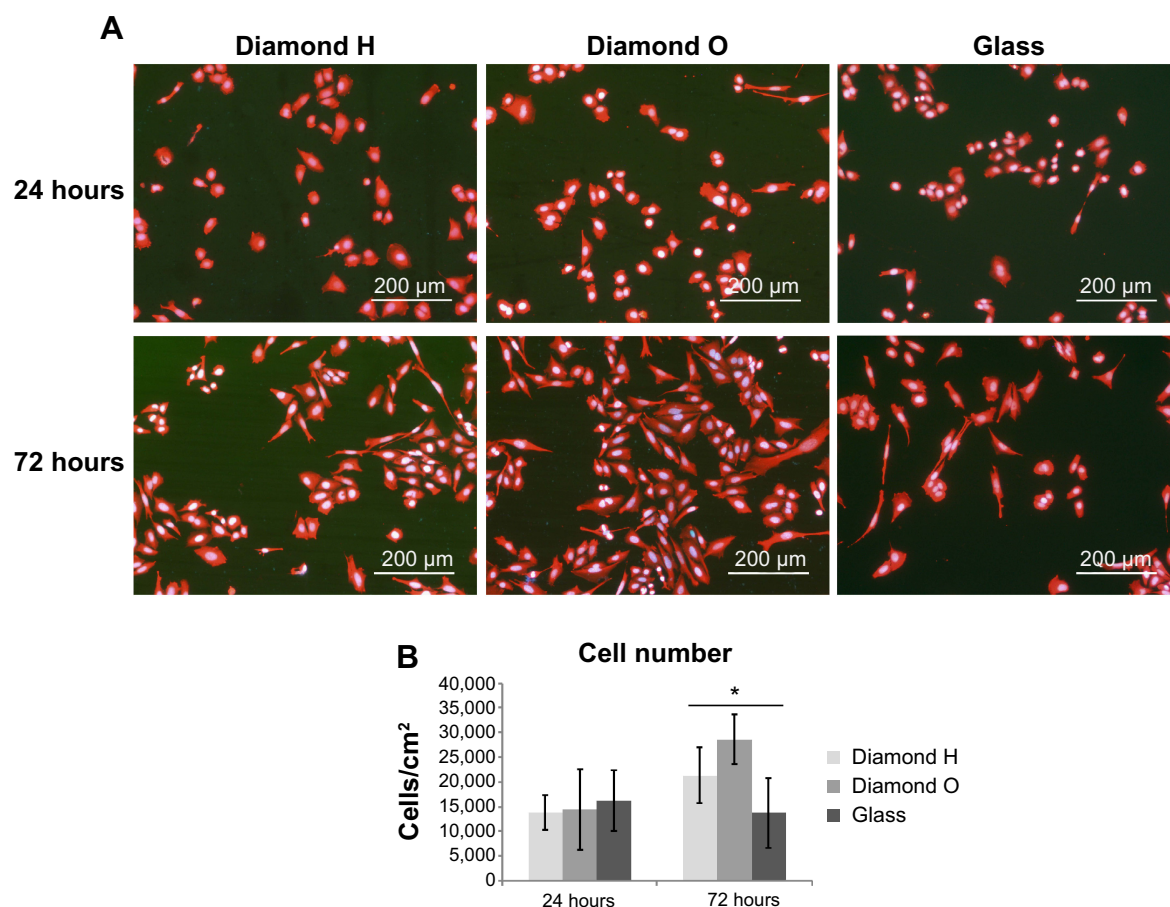 A
Diamond H
Diamond O
Glass
24 hours
200 µm
200 µm
200 µm
72 hours
200 µm
200 µm
200 µm
B
Cell number
Cells/cm²
40,000
35,000
30,000
25,000
20,000
15,000
10,000
5,000
0
*
24 hours
72 hours
Diamond H
Diamond O
Glass